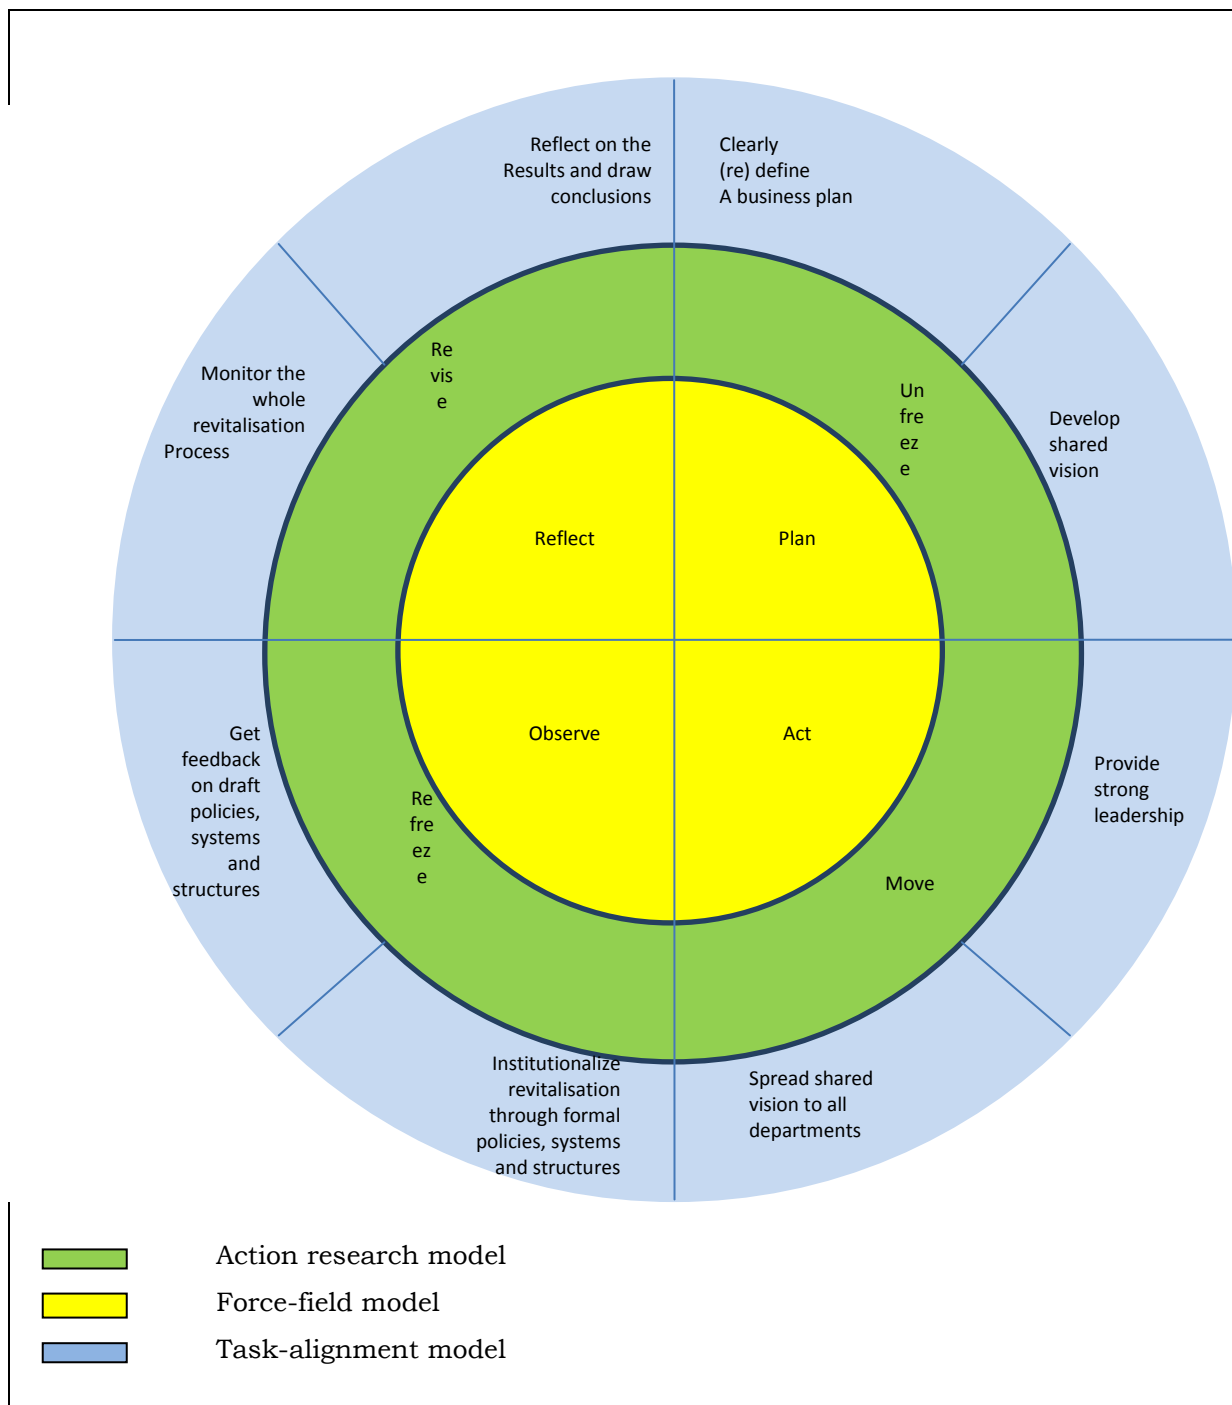 Reflect on the
Results and draw
conclusions
Clearly
(re) define
A business plan
Monitor the
whole
revitalisation
Process
Re
vis
e
Un
fre
ez
e
Develop
shared
vision
Reflect
Plan
Observe
Act
Get
feedback
on draft
policies,
systems
and
structures
Re
fre
ez
e
Move
Provide
strong
leadership
Institutionalize
revitalisation
through formal
policies, systems
and structures
Spread shared
vision to all
departments
Action research model
Force-field model
Task-alignment model